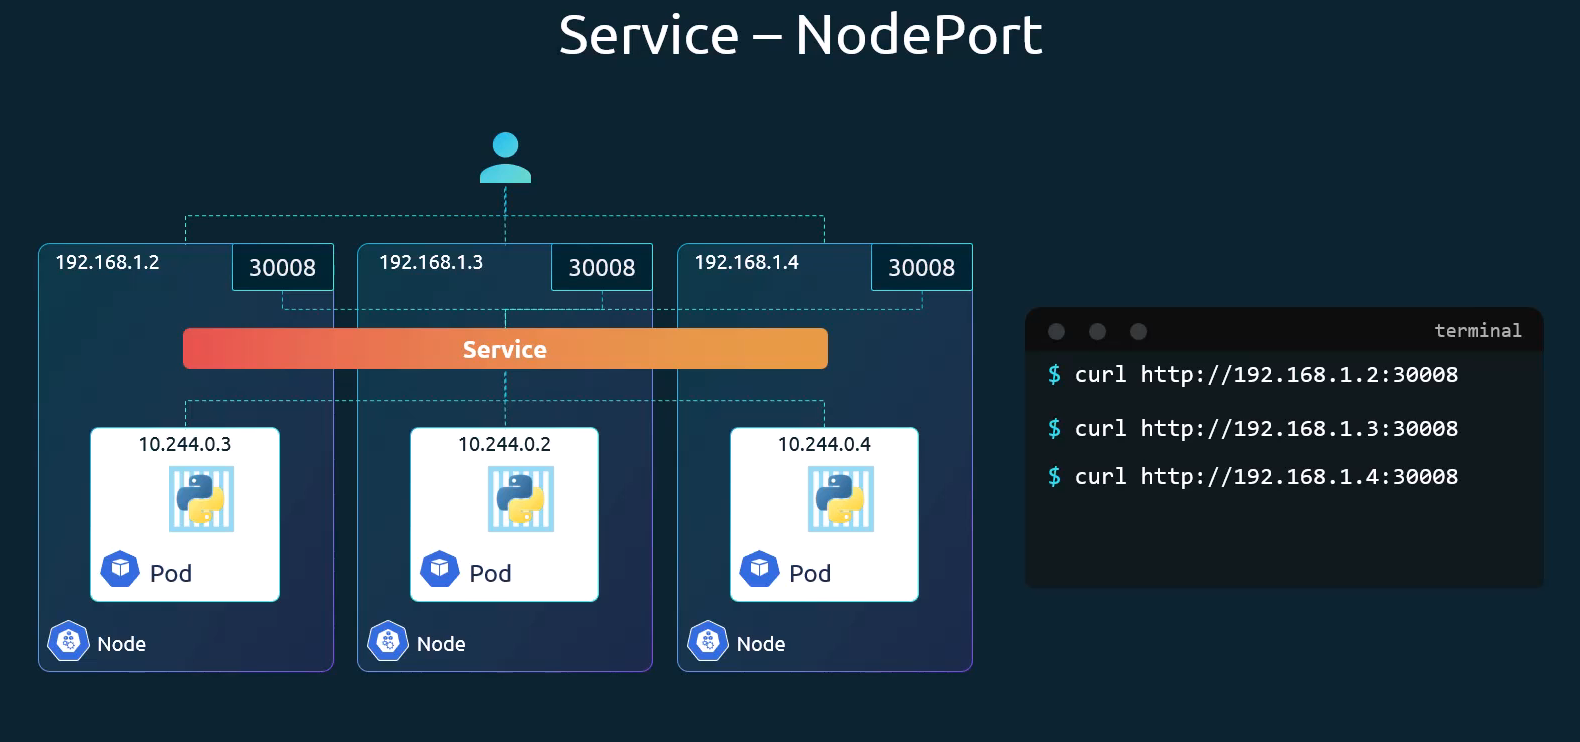 Service – NodePort
192.168.1.2
30008
192.168.1.3
30008
192.168.1.4
30008
Service
10.244.0.3
10.244.0.2
10.244.0.4
Pod
Pod
Pod
Node
Node
Node
terminal
$ curl http://192.168.1.2:30008
$ curl http://192.168.1.3:30008
$ curl http://192.168.1.4:30008